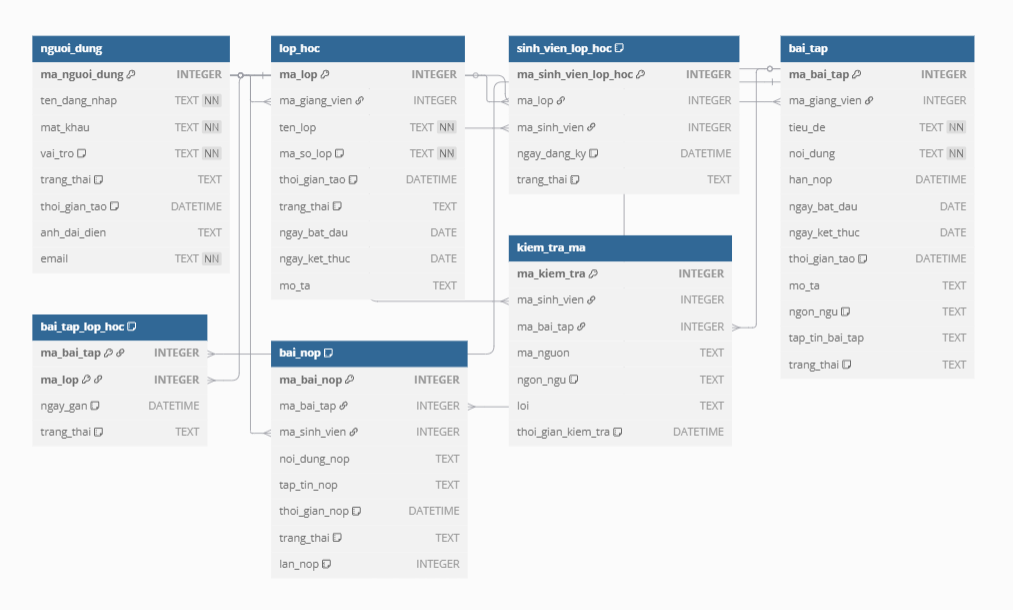 nguoi_dung
ma_nguoi_dung INTEGER
ten_dang_nhap TEXT NN
mat_khau TEXT NN
vai_tro TEXT NN
trang_thai TEXT
thoi_gian_tao DATETIME
anh_dai_dien TEXT
email TEXT NN
lop_hoc
ma_lop INTEGER
ma_giang_vien INTEGER
ten_lop TEXT NN
ma_so_lop TEXT NN
thoi_gian_tao DATETIME
trang_thai TEXT
ngay_bat_dau DATE
ngay_ket_thuc DATE
mo_ta TEXT
sinh_vien_lop_hoc
ma_sinh_vien_lop_hoc INTEGER
ma_lop INTEGER
ma_sinh_vien INTEGER
ngay_dang_ky DATETIME
trang_thai TEXT
bai_tap
ma_bai_tap INTEGER
ma_giang_vien INTEGER
tieu_de TEXT NN
noi_dung TEXT NN
han_nop DATETIME
ngay_bat_dau DATE
ngay_ket_thuc DATE
thoi_gian_tao DATETIME
mo_ta TEXT
ngon_ngu TEXT
tap_tin_bai_tap TEXT
trang_thai TEXT
kiem_tra_ma
ma_kiem_tra INTEGER
ma_sinh_vien INTEGER
ma_bai_tap INTEGER
ma_nguon TEXT
ngon_ngu TEXT
loi TEXT
thoi_gian_kiem_tra DATETIME
bai_tap_lop_hoc
ma_bai_tap INTEGER
ma_lop INTEGER
ngay_gan DATETIME
trang_thai TEXT
bai_nop
ma_bai_nop INTEGER
ma_bai_tap INTEGER
ma_sinh_vien INTEGER
noi_dung_nop TEXT
tap_tin_nop TEXT
thoi_gian_nop DATETIME
trang_thai TEXT
lan_nop INTEGER